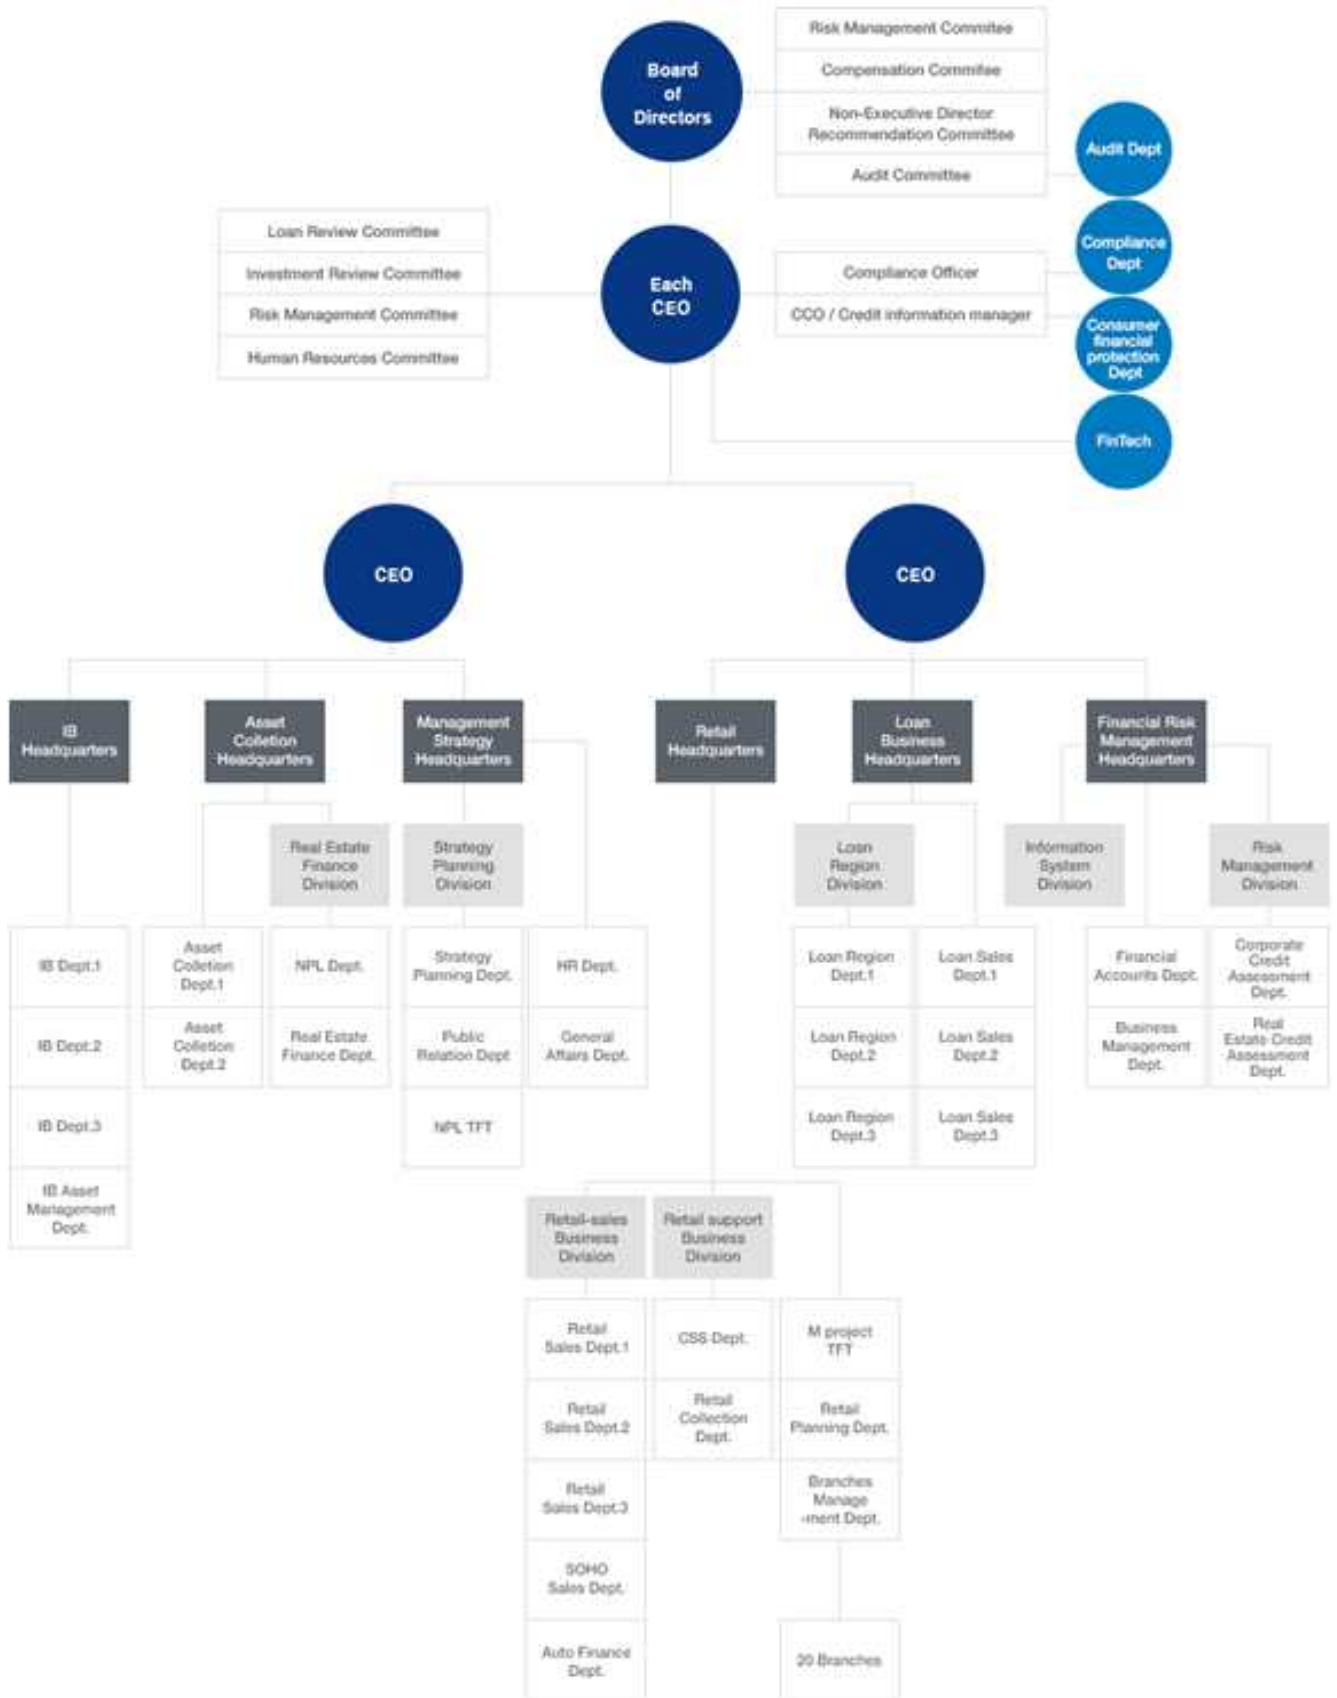 Board
of
Directors
Risk Management Commitee
Compensation Commitee
Non-Executive Director
Recommendation Committee
Audit Committee
Audit Dept
Loan Review Committee
Investment Review Committee
Risk Management Committee
Human Resources Committee
Each
CEO
Compliance Officer
CCO / Credit information manager
Compliance
Dept
Consumer
financial
protection
Dept
FinTech
CEO
CEO
IB
Headquarters
Asset
Colletion
Headquarters
Management
Strategy
Headquarters
Retail
Headquarters
Loan
Business
Headquarters
Financial Risk
Management
Headquarters
Real Estate
Finance
Division
Strategy
Planning
Division
Loan
Region
Division
Information
System
Division
Risk
Management
Division
IB Dept.1
Asset
Colletion
Dept.1
NPL Dept.
Strategy
Planning Dept.
HR Dept.
Loan Region
Dept.1
Loan Sales
Dept.1
Financial
Accounts Dept.
Corporate
Credit
Assessment
Dept.
IB Dept.2
Asset
Colletion
Dept.2
Real Estate
Finance Dept.
Public
Relation Dept
General
Affairs Dept.
Loan Region
Dept.2
Loan Sales
Dept.2
Business
Management
Dept.
Real
Estate Credit
Assessment
Dept.
IB Dept.3
NPL TFT
Loan Region
Dept.3
Loan Sales
Dept.3
IB Asset
Management
Dept.
Retail-sales
Business
Division
Retail support
Business
Division
Retail
Sales Dept.1
CSS Dept.
M project
TFT
Retail
Sales Dept.2
Retail
Collection
Dept.
Retail
Planning Dept.
Retail
Sales Dept.3
Branches
Manage
-ment Dept.
SOHO
Sales Dept.
Auto Finance
Dept.
20 Branches